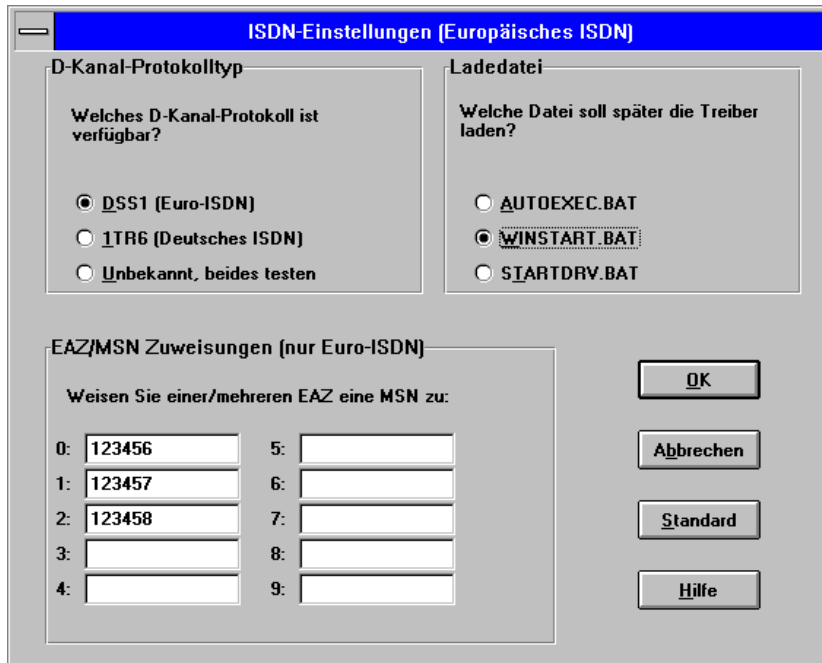 ISDN-Einstellungen (Europäisches ISDN)
D-Kanal-Protokolltyp
Welches D-Kanal-Protokoll ist
verfügbar?
DSS1 (Euro-ISDN)
1TR6 (Deutsches ISDN)
Unbekannt, beides testen
Ladedatei
Welche Datei soll später die Treiber
laden?
AUTOEXEC.BAT
WINSTART.BAT
STARTDRV.BAT
EAZ/MSN Zuweisungen (nur Euro-ISDN)
Weisen Sie einer/mehreren EAZ eine MSN zu:
0: 123456
1: 123457
2: 123458
3:
4:
5:
6:
7:
8:
9:
OK
Abbrechen
Standard
Hilfe